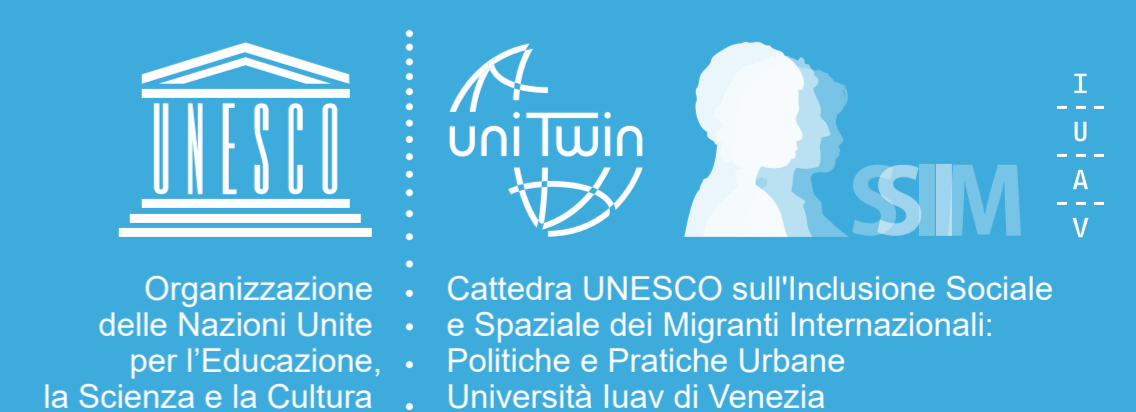 UNESCO
uniTwin
SSIIM
I
U
A
V
Organizzazione
delle Nazioni Unite
per l’Educazione,
la Scienza e la Cultura
Cattedra UNESCO sull'Inclusione Sociale
e Spaziale dei Migranti Internazionali:
Politiche e Pratiche Urbane
Università Iuav di Venezia